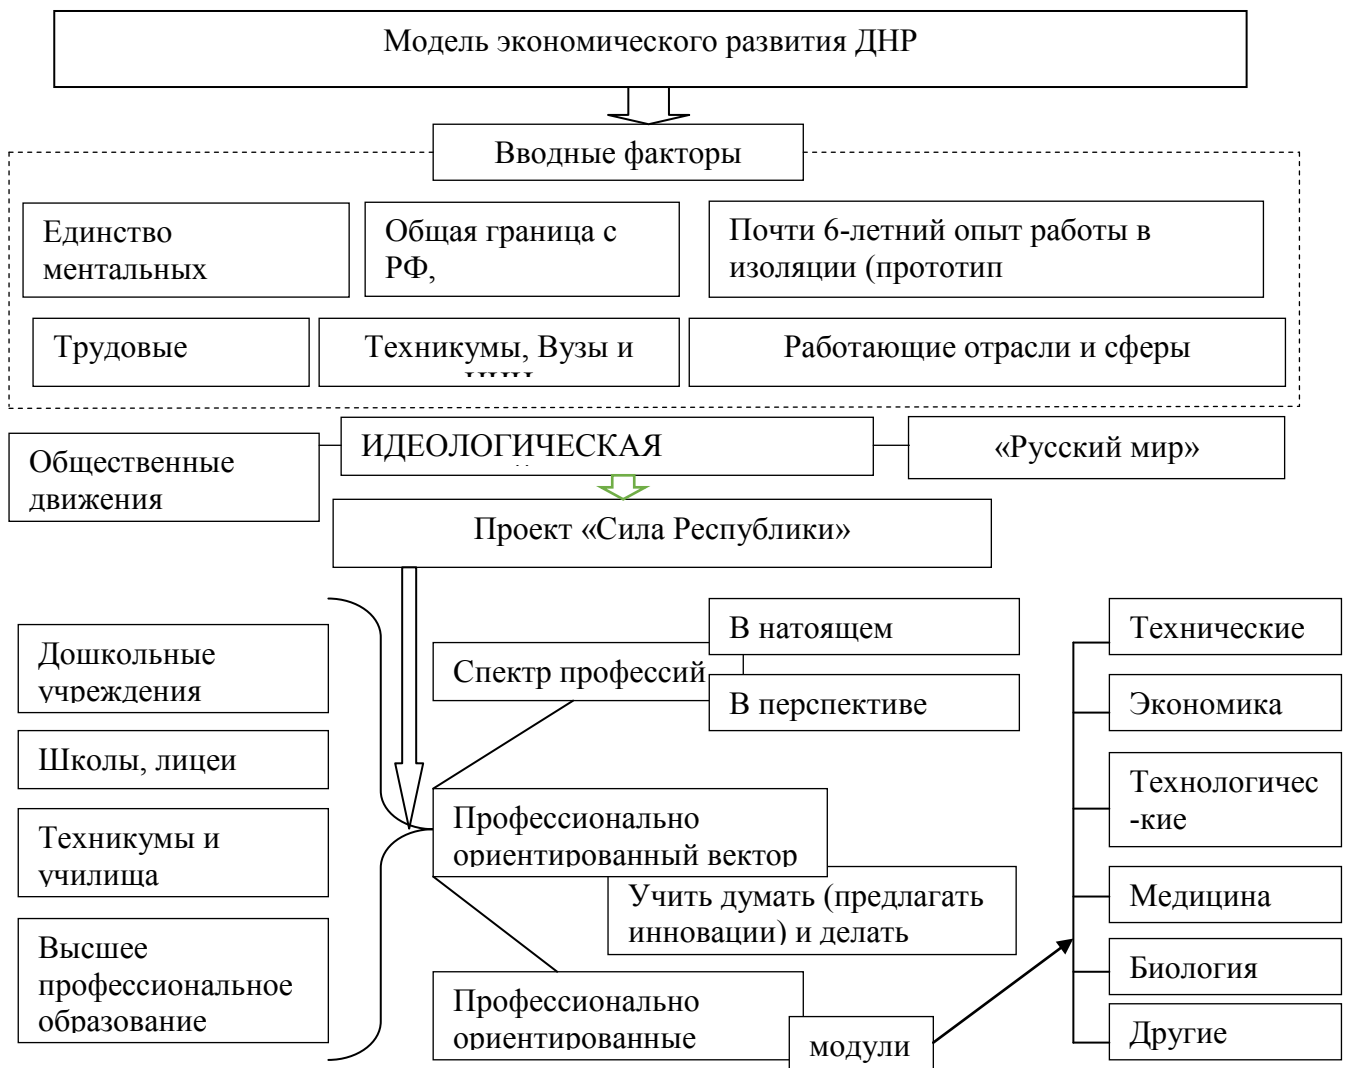 Модель экономического развития ДНР
Вводные факторы
Единство
ментальных
Общая граница с
РФ,
Почти 6-летний опыт работы в
изоляции (прототип
Трудовые
Техникумы, Вузы и
Работающие отрасли и сферы
Общественные
движения
ИДЕОЛОГИЧЕСКАЯ
«Русский мир»
Проект «Сила Республики»
Дошкольные
учреждения
Школы, лицеи
Техникумы и
училища
Высшее
профессиональное
образование
Спектр профессий
В натоящем
В перспективе
Профессионально
ориентированный вектор
Учить думать (предлагать
инновации) и делать
Профессионально
ориентированные
модули
Технические
Экономика
Технологичес
-кие
Медицина
Биология
Другие